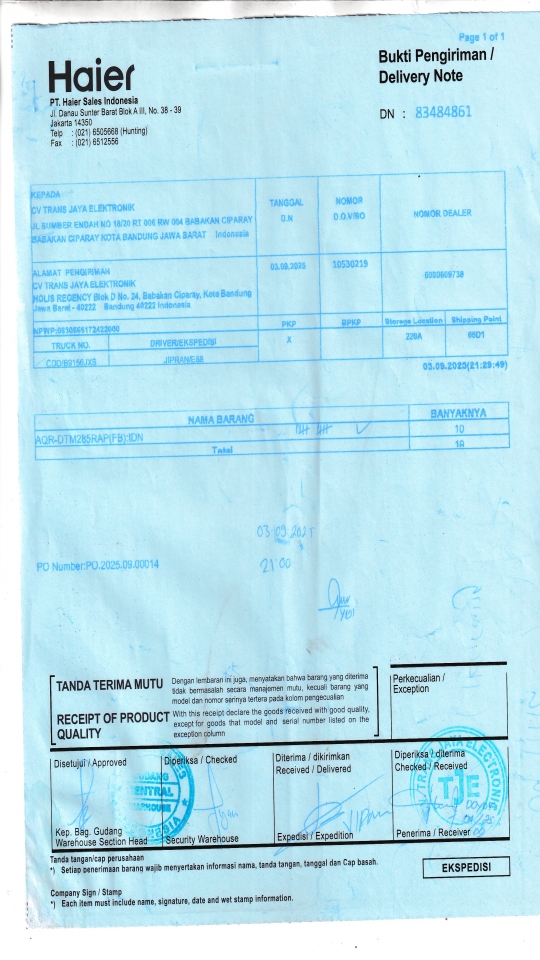 Page 1 of 1
Haier
Bukti Pengiriman /
Delivery Note
PT. Haier Sales Indonesia
Jl. Danau Sunter Barat Blok A III, No. 38 - 39
Jakarta 14350
Telp : (021) 6505668 (Hunting)
Fax : (021) 6512556
DN : 83484861
KEPADA
CV TRANS JAYA ELEKTRONIK
JL SUMBER ENDAH NO 18/20 RT 006 RW 004 BABAKAN CIPARAY
BABAKAN CIPARAY KOTA BANDUNG JAWA BARAT Indonesia
TANGGAL
D.N
NOMOR
D.O.V/BO
NOMOR DEALER
ALAMAT PENGIRIMAN
CV TRANS JAYA ELEKTRONIK
HOLIS REGENCY Blok D No. 24, Babakan Ciparay, Kota Bandung
Jawa Barat - 40222 Bandung 40222 Indonesia
03.09.2025
10530219
PKP
BPKP
Storage Location
Shipping Point
TRUCK NO.
DRIVER/EKSPEDISI
X
220A
JIPRAN/E68
03.09.2025(21:29:49)
NAMA BARANG
BANYAKNYA
AQR-DTM285RAP(FB):IDN
10
Total
10
03 09 2025
21:00
PO Number:PO.2025.09.00014
TANDA TERIMA MUTU
Dengan lembaran ini juga, menyatakan bahwa barang yang diterima
tidak bermasalah secara manajemen mutu, kecuali barang yang
model dan nomor serinya tertera pada kolom pengecualian
RECEIPT OF PRODUCT
QUALITY
With this receipt declare the goods received with good quality,
except for goods that model and serial number listed on the
exception column
Perkecualian /
Exception
Disetujui / Approved
Diperiksa / Checked
Diterima / dikirimkan
Received / Delivered
Diperiksa / diterima
Checked / Received
GUDANG
CENTRAL
TRANS JAYA ELECTRONIC
TJE
Kep. Bag. Gudang
Warehouse Section Head
Security Warehouse
Expedisi / Expedition
Penerima / Receiver
Tanda tangan/cap perusahaan
*) Setiap penerimaan barang wajib menyertakan informasi nama, tanda tangan, tanggal dan Cap basah.
EKSPEDISI
Company Sign / Stamp
*) Each item must include name, signature, date and wet stamp information.